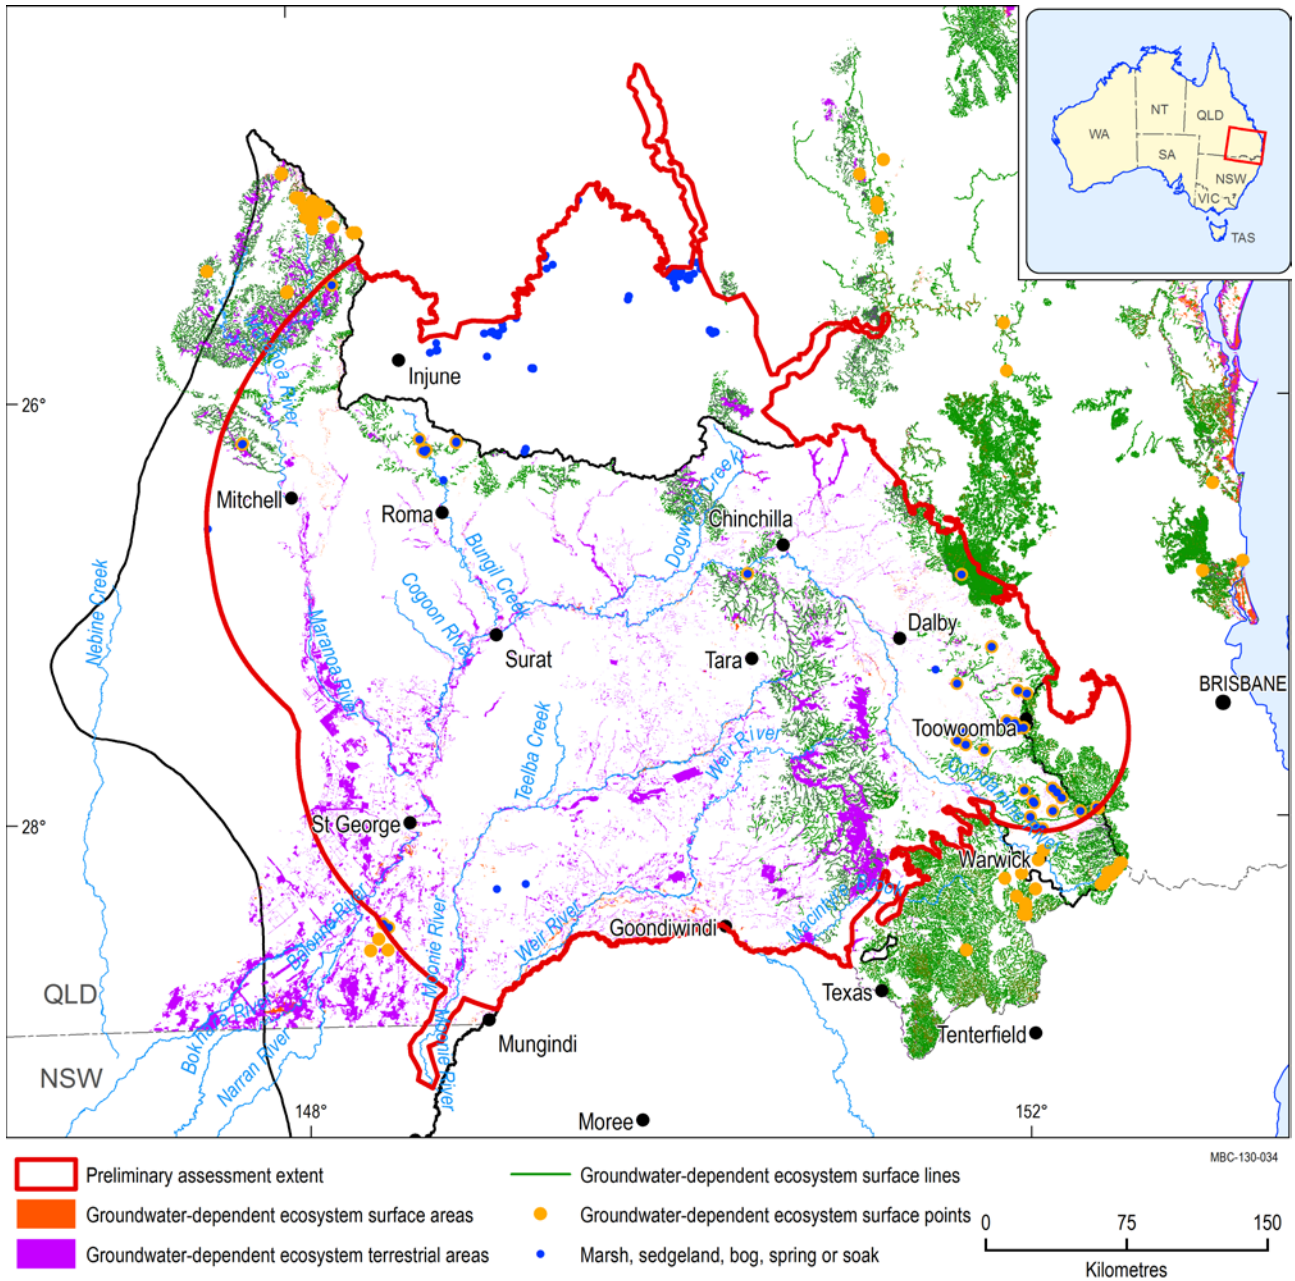 WA
NT
QLD
SA
NSW
VIC
TAS
26°
Maranoa River
Injune
Mitchell
Roma
Dogwood Creek
Chinchilla
Bungil Creek
Cogoon River
Nebine Creek
Maranoa River
Surat
Tara
Dalby
BRISBANE
Toowoomba
Teelba Creek
Weir River
Condamine River
28°
St George
Warwick
Macintyre Brook
Goondiwindi
Weir River
Balonne River
Moonie River
QLD
Texas
Bokhara River
Narran River
Moonie River
Mungindi
Tenterfield
NSW
148°
152°
Moree
MBC-130-034
Preliminary assessment extent
Groundwater-dependent ecosystem surface areas
Groundwater-dependent ecosystem terrestrial areas
Groundwater-dependent ecosystem surface lines
Groundwater-dependent ecosystem surface points
Marsh, sedgeland, bog, spring or soak
0 75 150
Kilometres